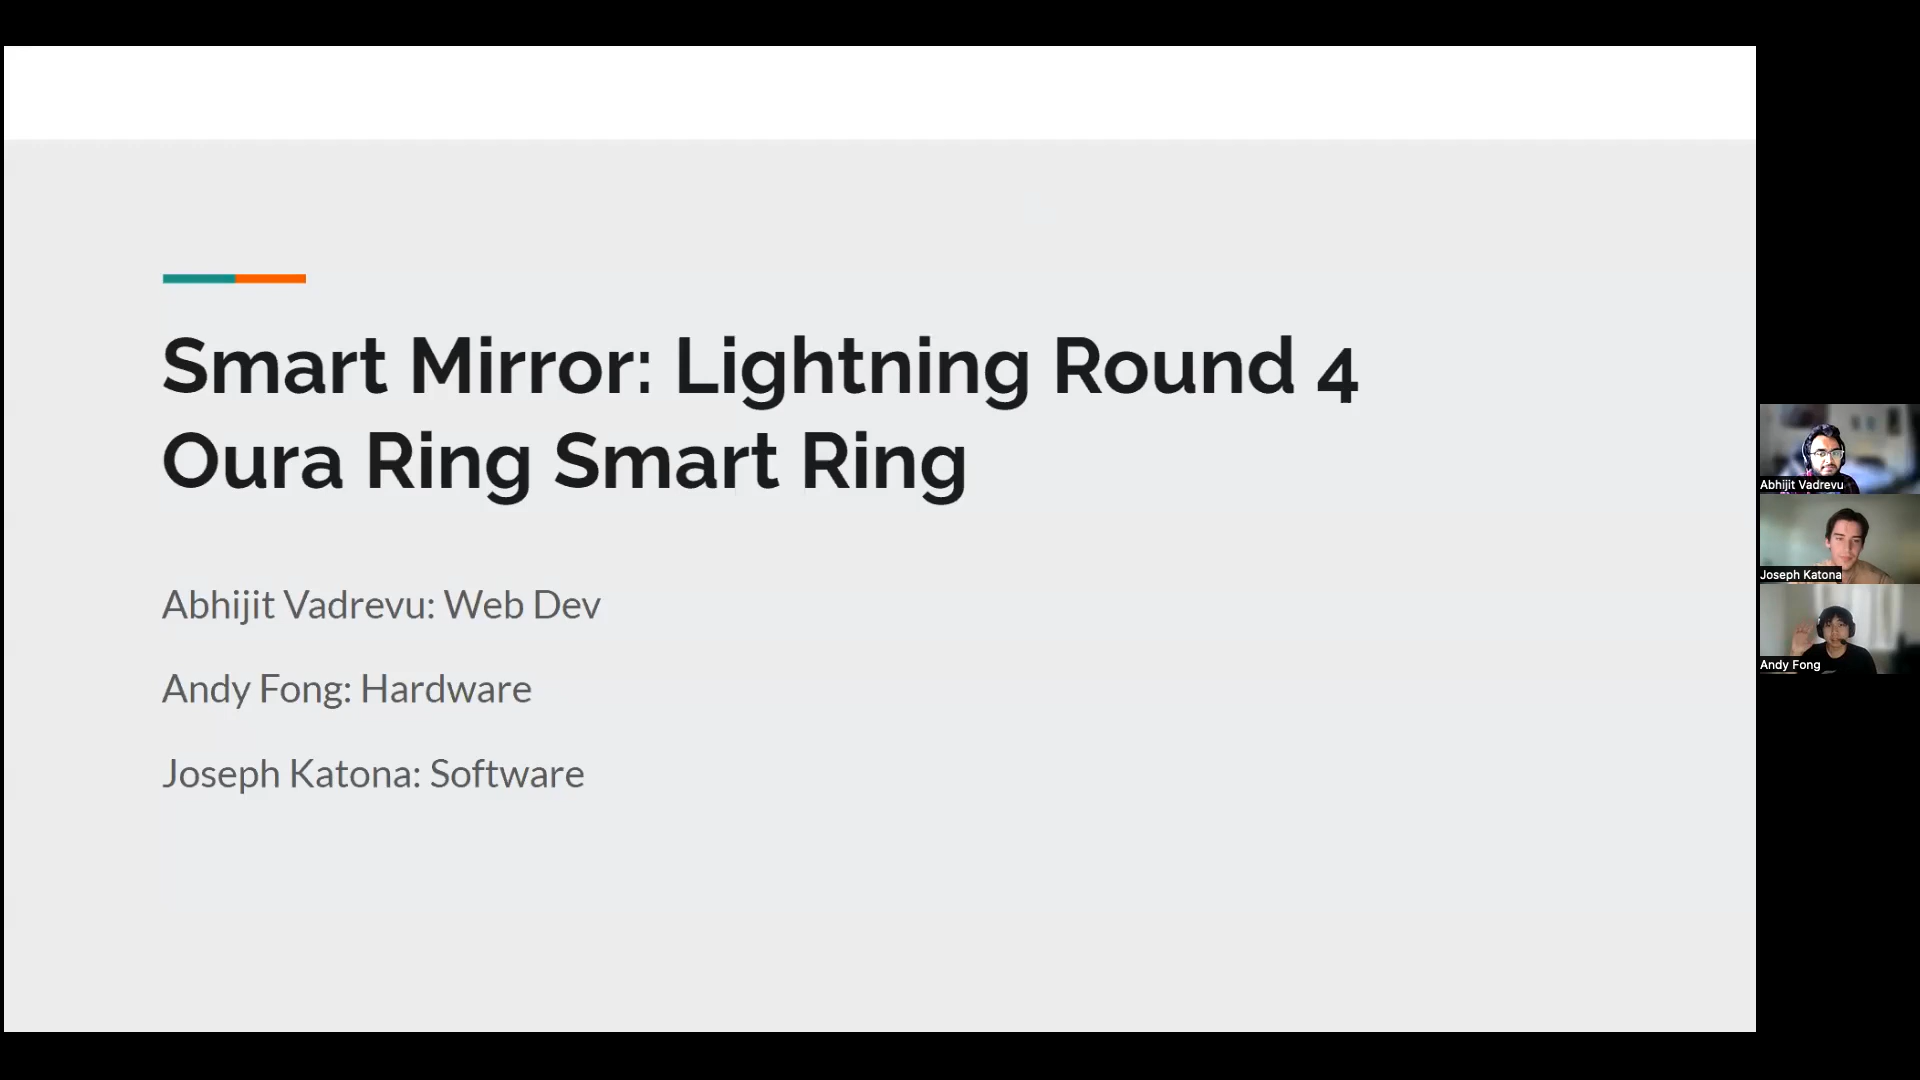 Smart Mirror: Lightning Round 4
Oura Ring Smart Ring
Abhijit Vadrevu: Web Dev
Andy Fong: Hardware
Joseph Katona: Software
Abhijit Vadrevu
Joseph Katona
Andy Fong